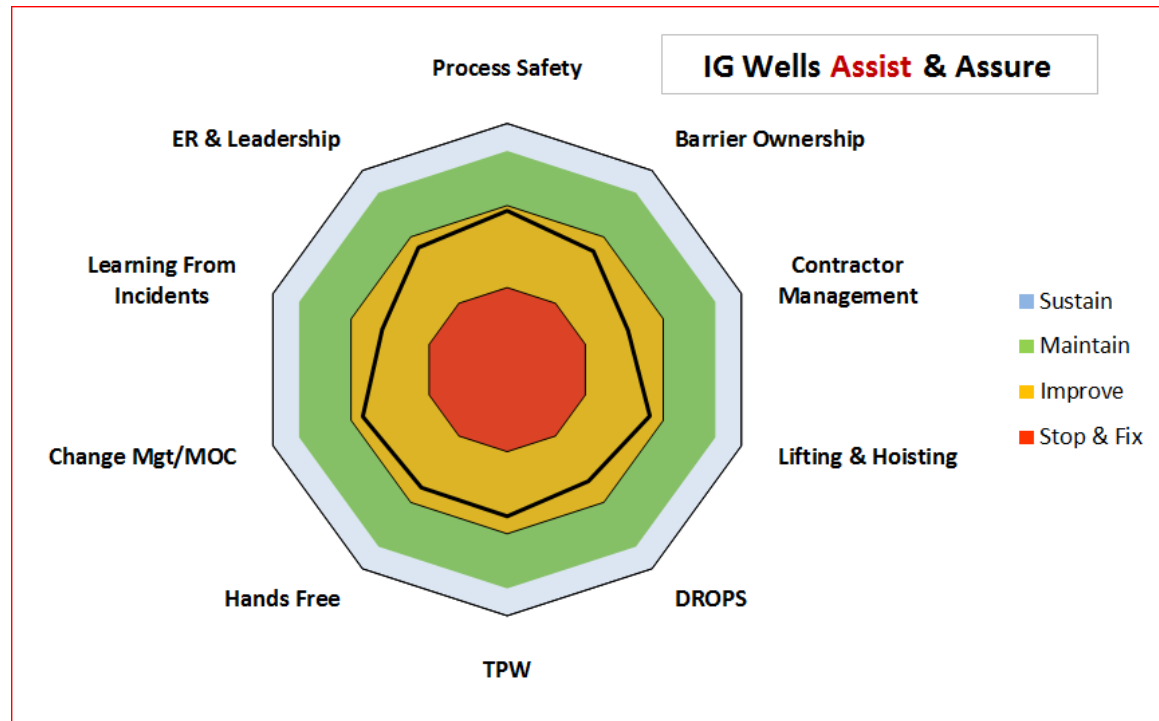 IG Wells Assist & Assure
Process Safety
ER & Leadership
Barrier Ownership
Learning From
Incidents
Contractor
Management
Sustain
Maintain
Improve
Stop & Fix
Change Mgt/MOC
Lifting & Hoisting
Hands Free
DROPS
TPW